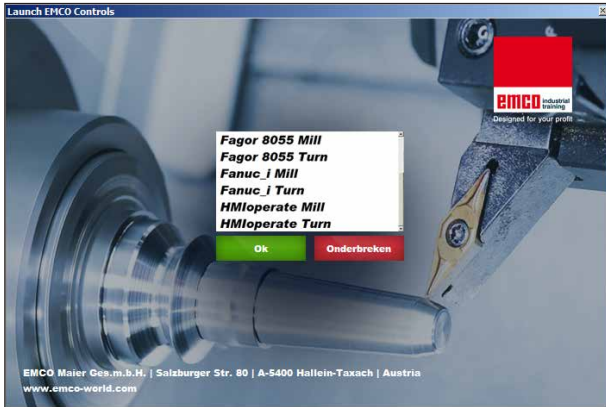 Launch EMCO Controls
emco industrial
training
Designed for your profit
Fagor 8055 Mill
Fagor 8055 Turn
Fanuc_i Mill
Fanuc_i Turn
HMIoperate Mill
HMIoperate Turn
Ok Onderbreken
EMCO Maier Ges.m.b.H. | Salzburger Str. 80 | A-5400 Hallein-Taxach | Austria
www.emco-world.com